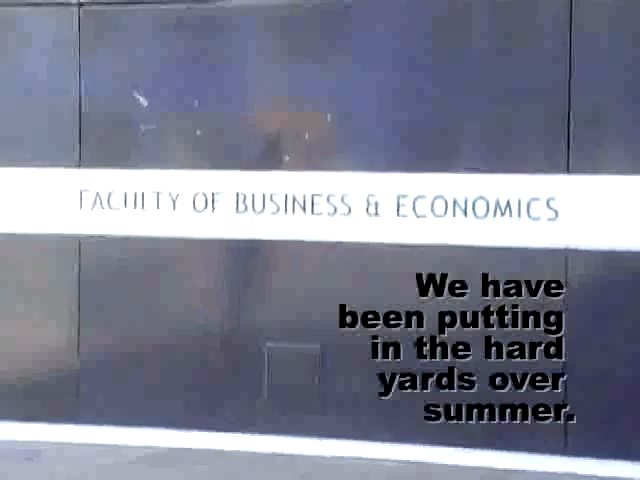 FACULTY OF BUSINESS & ECONOMICS
We have
been putting
in the hard
yards over
summer.